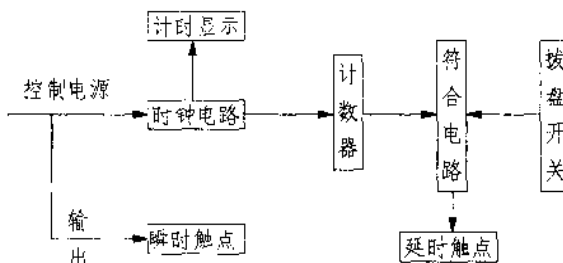 计时显示
控制电源
时钟电路
计数器
符合电路
拔盘开关
输出
瞬时触点
延时触点